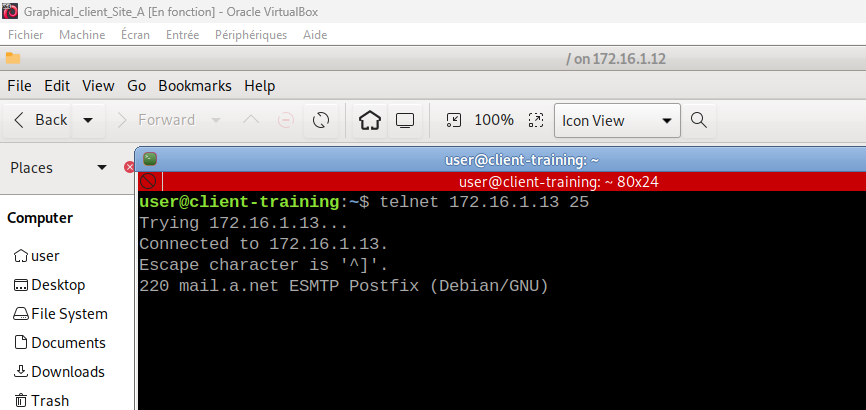 Graphical_client_Site_A [En fonction] - Oracle VirtualBox
Fichier Machine Écran Entrée Périphériques Aide
/ on 172.16.1.12
File Edit View Go Bookmarks Help
Back Forward 100% Icon View
Places
user@client-training: ~
user@client-training: ~ 80x24
Computer
user
Desktop
File System
Documents
Downloads
Trash
user@client-training:~$ telnet 172.16.1.13 25
Trying 172.16.1.13...
Connected to 172.16.1.13.
Escape character is '^]'.
220 mail.a.net ESMTP Postfix (Debian/GNU)